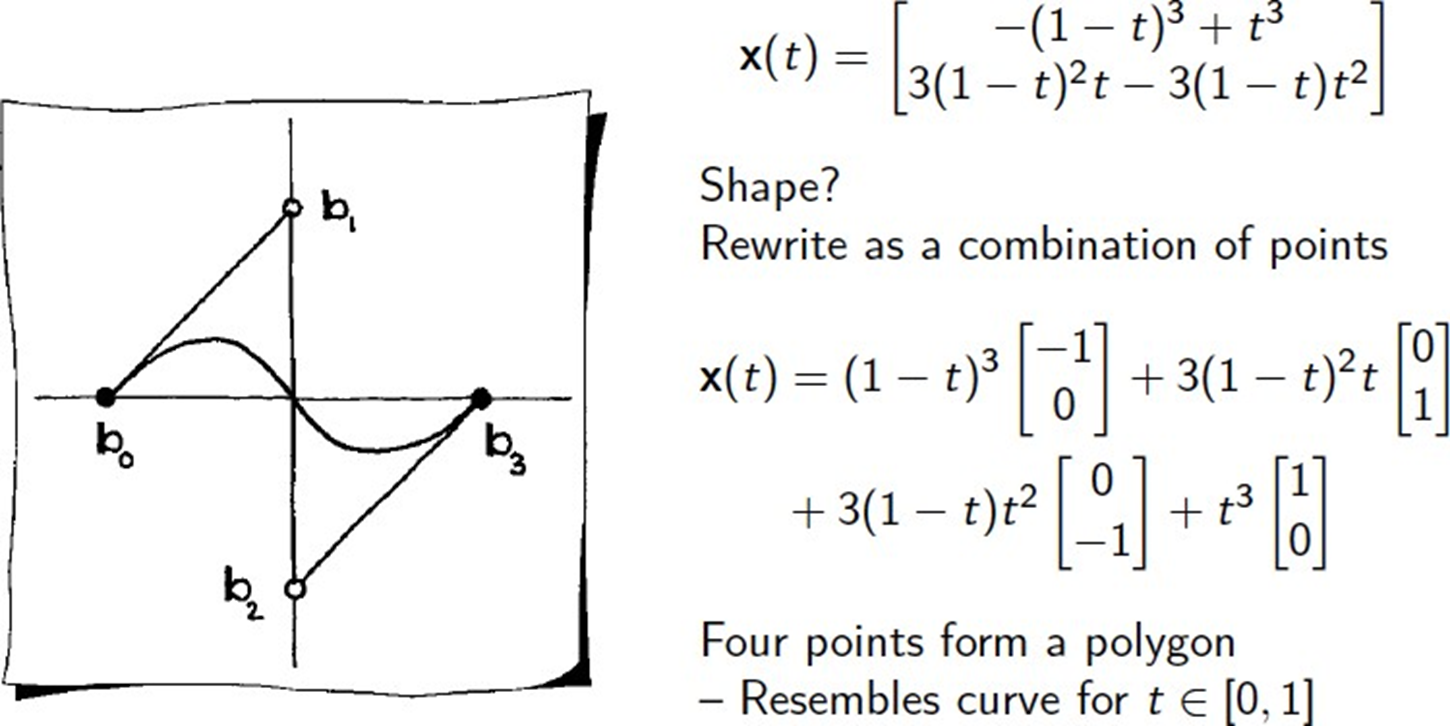 b₁
b₀
b₃
b₂
x(t) = [ −(1 − t)³ + t³
3(1 − t)²t − 3(1 − t)t² ]
Shape?
Rewrite as a combination of points
x(t) = (1 − t)³ [ −1 0 ] + 3(1 − t)²t [ 0 1 ]
+ 3(1 − t)t² [ 0 −1 ] + t³ [ 1 0 ]
Four points form a polygon
– Resembles curve for t ∈ [0, 1]